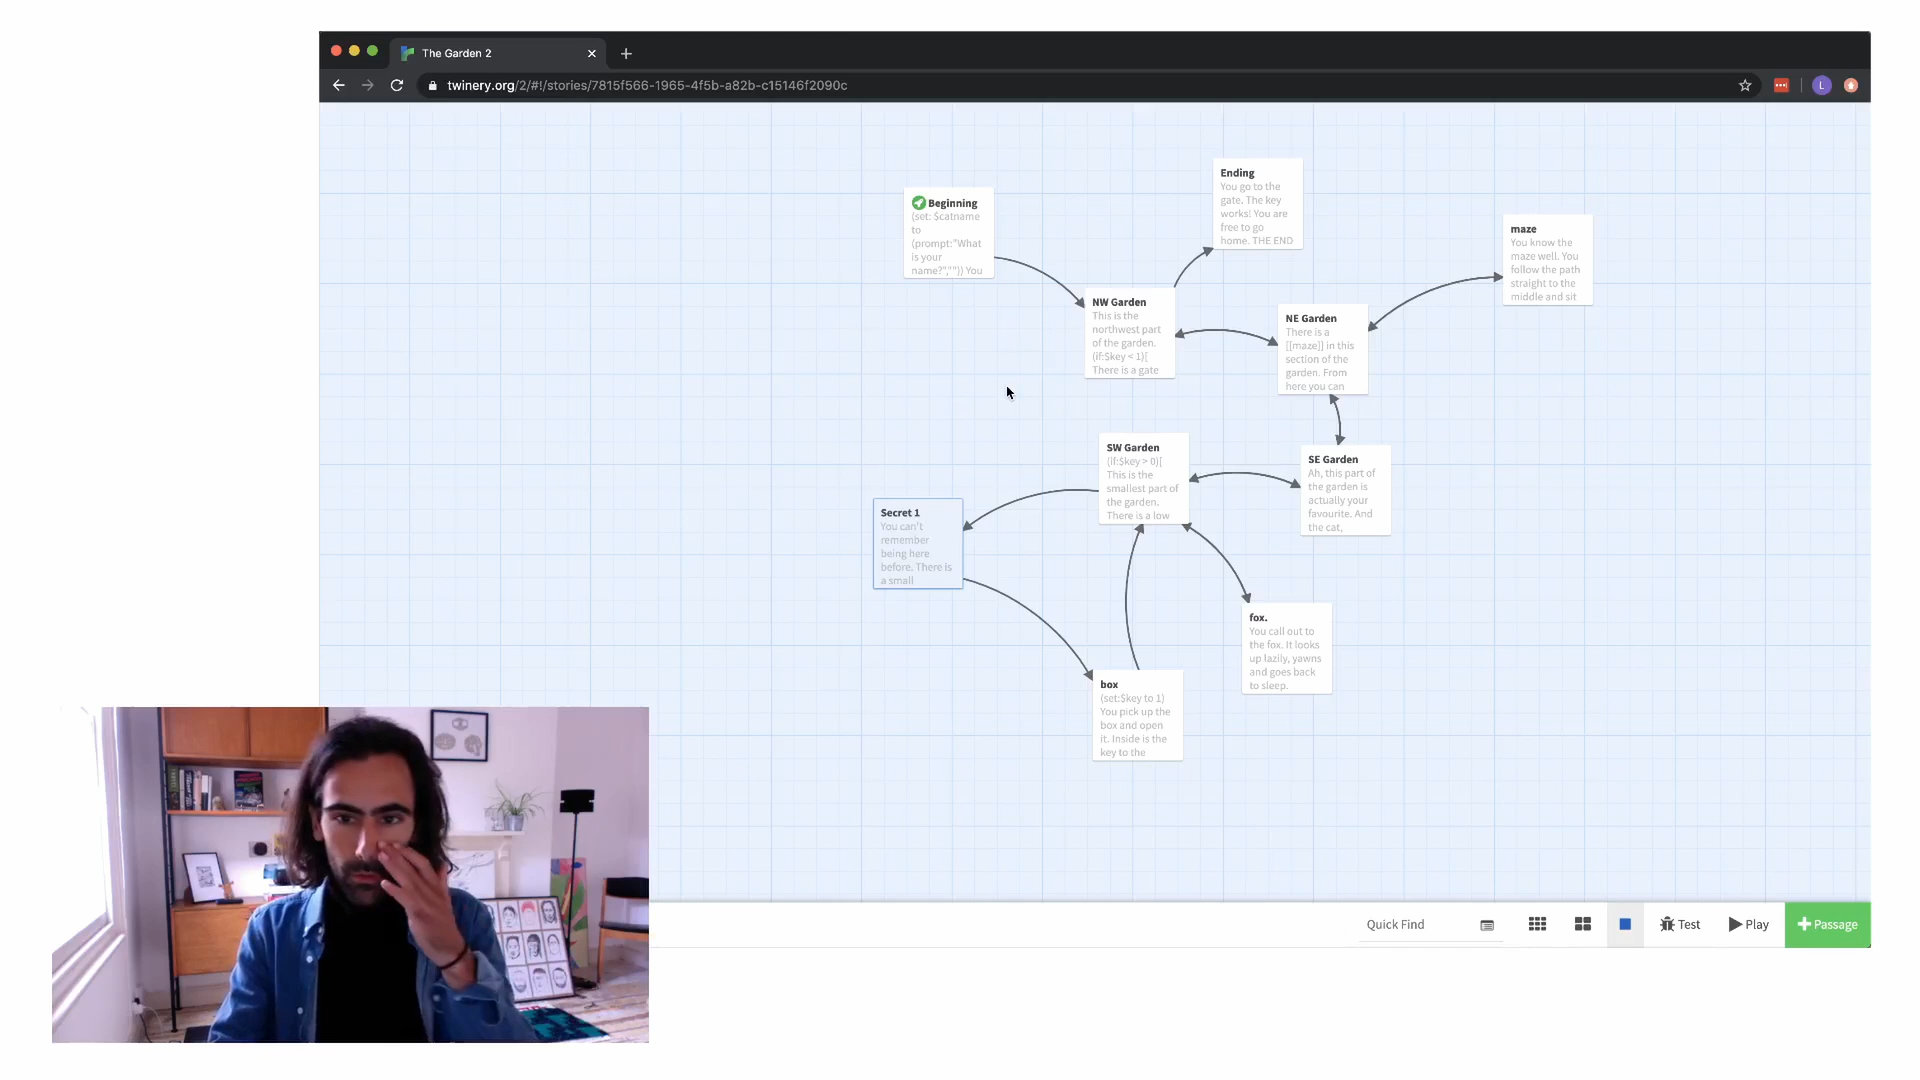 The Garden 2
twinery.org/2/#!/stories/7815f566-1965-4f5b-a82b-c15146f2090c
L
Ending
You go to the
gate. The key
works! You are
free to go
home. THE END
Beginning
(set: $catname
to
(prompt:"What
is your
name?","")) You
maze
You know the
maze well. You
follow the path
straight to the
middle and sit
NW Garden
This is the
northwest part
of the garden.
(if:$key < 1)[
There is a gate
NE Garden
There is a
[[maze]] in this
section of the
garden. From
here you can
SW Garden
(if:$key > 0)[
This is the
smallest part of
the garden.
There is a low
SE Garden
Ah, this part of
the garden is
actually your
favourite. And
the cat,
Secret 1
You can't
remember
being here
before. There is
a small
fox.
You call out to
the fox. It looks
up lazily, yawns
and goes back
to sleep.
box
(set:$key to 1)
You pick up the
box and open
it. Inside is the
key to the
Quick Find
Test
Play
+Passage